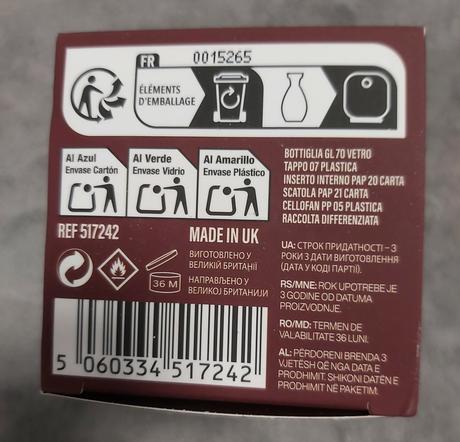 FR
0015265
ÉLÉMENTS
D'EMBALLAGE
Al Azul
Envase Cartón
Al Verde
Envase Vidrio
Al Amarillo
Envase Plástico
BOTTIGLIA GL 70 VETRO
TAPPO 07 PLASTICA
INSERTO INTERNO PAP 20 CARTA
SCATOLA PAP 21 CARTA
CELLOFAN PP 05 PLASTICA
RACCOLTA DIFFERENZIATA
REF 517242
MADE IN UK
ВИГОТОВЛЕНО У
ВЕЛИКІЙ БРИТАНІЇ
НАПРАВЉЕНО У
ВЕЛИКОЈ БРИТАНИЈИ
36 M
UA: СТРОК ПРИДАТНОСТІ – 3
РОКИ З ДАТИ ВИГОТОВЛЕННЯ
(ДАТА У КОДІ ПАРТІЇ).
RS/MNE: ROK UPOTREBE JE
3 GODINE OD DATUMA
PROIZVODNJE.
RO/MD: TERMEN DE
VALABILITATE 36 LUNI.
AL: PËRDORENI BRENDA 3
VJETËSH QË NGA DATA E
PRODHIMIT. SHIKONI DATËN E
PRODHIMIT NË PAKETIM.
5 060334 517242